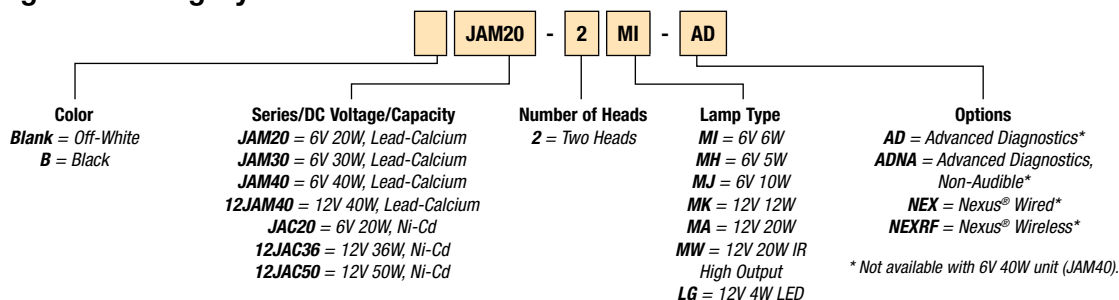 JAM20 - 2 MI - AD
Color
Blank = Off-White
B = Black
Series/DC Voltage/Capacity
JAM20 = 6V 20W, Lead-Calcium
JAM30 = 6V 30W, Lead-Calcium
JAM40 = 6V 40W, Lead-Calcium
12JAM40 = 12V 40W, Lead-Calcium
JAC20 = 6V 20W, Ni-Cd
12JAC36 = 12V 36W, Ni-Cd
12JAC50 = 12V 50W, Ni-Cd
Number of Heads
2 = Two Heads
Lamp Type
MI = 6V 6W
MH = 6V 5W
MJ = 6V 10W
MK = 12V 12W
MA = 12V 20W
MW = 12V 20W IR
High Output
LG = 12V 4W LED
Options
AD = Advanced Diagnostics*
ADNA = Advanced Diagnostics,
Non-Audible*
NEX = Nexus® Wired*
NEXRF = Nexus® Wireless*
* Not available with 6V 40W unit (JAM40).